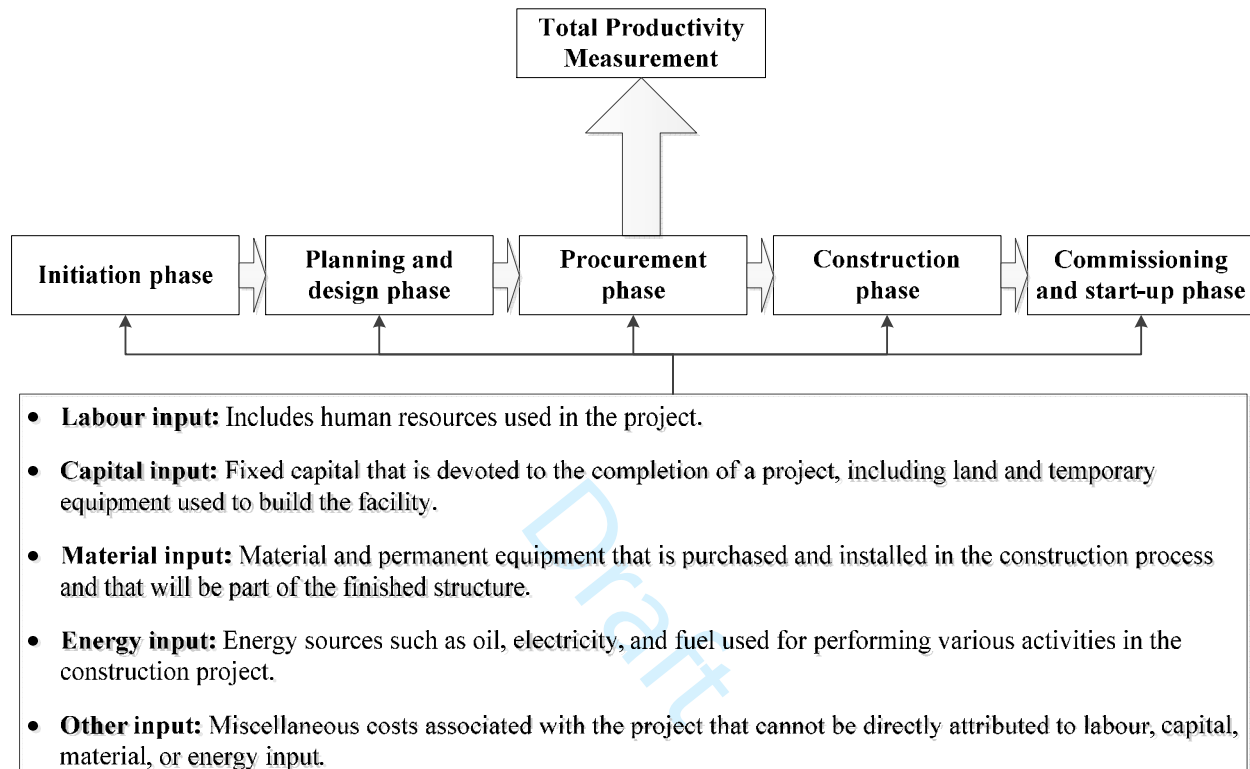 Total Productivity
Measurement
Initiation phase
Planning and
design phase
Procurement
phase
Construction
phase
Commissioning
and start-up phase
• Labour input: Includes human resources used in the project.
• Capital input: Fixed capital that is devoted to the completion of a project, including land and temporary
equipment used to build the facility.
• Material input: Material and permanent equipment that is purchased and installed in the construction process
and that will be part of the finished structure.
• Energy input: Energy sources such as oil, electricity, and fuel used for performing various activities in the
construction project.
• Other input: Miscellaneous costs associated with the project that cannot be directly attributed to labour, capital,
material, or energy input.
Draft